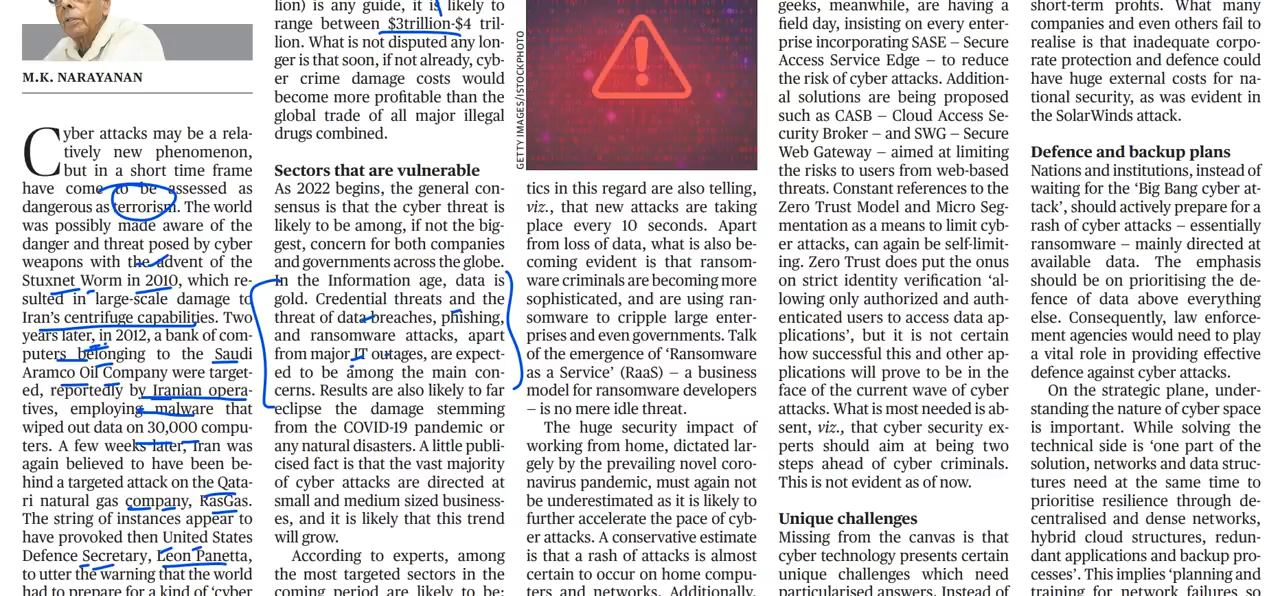 M.K. NARAYANAN
Cyber attacks may be a rela-
tively new phenomenon,
but in a short time frame
have come to be assessed as
dangerous as terrorism. The world
was possibly made aware of the
danger and threat posed by cyber
weapons with the advent of the
Stuxnet Worm in 2010, which re-
sulted in large-scale damage to
Iran's centrifuge capabilities. Two
years later, in 2012, a bank of com-
puters belonging to the Saudi
Aramco Oil Company were target-
ed, reportedly by Iranian opera-
tives, employing malware that
wiped out data on 30,000 compu-
ters. A few weeks later, Iran was
again believed to have been be-
hind a targeted attack on the Qata-
ri natural gas company, RasGas.
The string of instances appear to
have provoked then United States
Defence Secretary, Leon Panetta,
to utter the warning that the world
had to prepare for a kind of 'cyber
lion) is any guide, it is likely to
range between $3trillion-$4 tril-
lion. What is not disputed any lon-
ger is that soon, if not already, cyb-
er crime damage costs would
become more profitable than the
global trade of all major illegal
drugs combined.
Sectors that are vulnerable
As 2022 begins, the general con-
sensus is that the cyber threat is
likely to be among, if not the big-
gest, concern for both companies
and governments across the globe.
In the Information age, data is
gold. Credential threats and the
threat of data breaches, phishing,
and ransomware attacks, apart
from major IT outages, are expect-
ed to be among the main con-
cerns. Results are also likely to far
eclipse the damage stemming
from the COVID-19 pandemic or
any natural disasters. A little publi-
cised fact is that the vast majority
of cyber attacks are directed at
small and medium sized business-
es, and it is likely that this trend
will grow.
According to experts, among
the most targeted sectors in the
coming period are likely to be:
GETTY IMAGES/ISTOCKPHOTO
tics in this regard are also telling,
viz., that new attacks are taking
place every 10 seconds. Apart
from loss of data, what is also be-
coming evident is that ransom-
ware criminals are becoming more
sophisticated, and are using ran-
somware to cripple large enter-
prises and even governments. Talk
of the emergence of 'Ransomware
as a Service' (RaaS) – a business
model for ransomware developers
– is no mere idle threat.
The huge security impact of
working from home, dictated lar-
gely by the prevailing novel coro-
navirus pandemic, must again not
be underestimated as it is likely to
further accelerate the pace of cyb-
er attacks. A conservative estimate
is that a rash of attacks is almost
certain to occur on home compu-
ters and networks. Additionally,
geeks, meanwhile, are having a
field day, insisting on every enter-
prise incorporating SASE – Secure
Access Service Edge – to reduce
the risk of cyber attacks. Addition-
al solutions are being proposed
such as CASB – Cloud Access Se-
curity Broker – and SWG – Secure
Web Gateway – aimed at limiting
the risks to users from web-based
threats. Constant references to the
Zero Trust Model and Micro Seg-
mentation as a means to limit cyb-
er attacks, can again be self-limit-
ing. Zero Trust does put the onus
on strict identity verification 'al-
lowing only authorized and auth-
enticated users to access data ap-
plications', but it is not certain
how successful this and other ap-
plications will prove to be in the
face of the current wave of cyber
attacks. What is most needed is ab-
sent, viz., that cyber security ex-
perts should aim at being two
steps ahead of cyber criminals.
This is not evident as of now.
Unique challenges
Missing from the canvas is that
cyber technology presents certain
unique challenges which need
particularised answers. Instead of
short-term profits. What many
companies and even others fail to
realise is that inadequate corpo-
rate protection and defence could
have huge external costs for na-
tional security, as was evident in
the SolarWinds attack.
Defence and backup plans
Nations and institutions, instead of
waiting for the 'Big Bang cyber at-
tack', should actively prepare for a
rash of cyber attacks – essentially
ransomware – mainly directed at
available data. The emphasis
should be on prioritising the de-
fence of data above everything
else. Consequently, law enforce-
ment agencies would need to play
a vital role in providing effective
defence against cyber attacks.
On the strategic plane, under-
standing the nature of cyber space
is important. While solving the
technical side is 'one part of the
solution, networks and data struc-
tures need at the same time to
prioritise resilience through de-
centralised and dense networks,
hybrid cloud structures, redun-
dant applications and backup pro-
cesses'. This implies 'planning and
training for network failures so